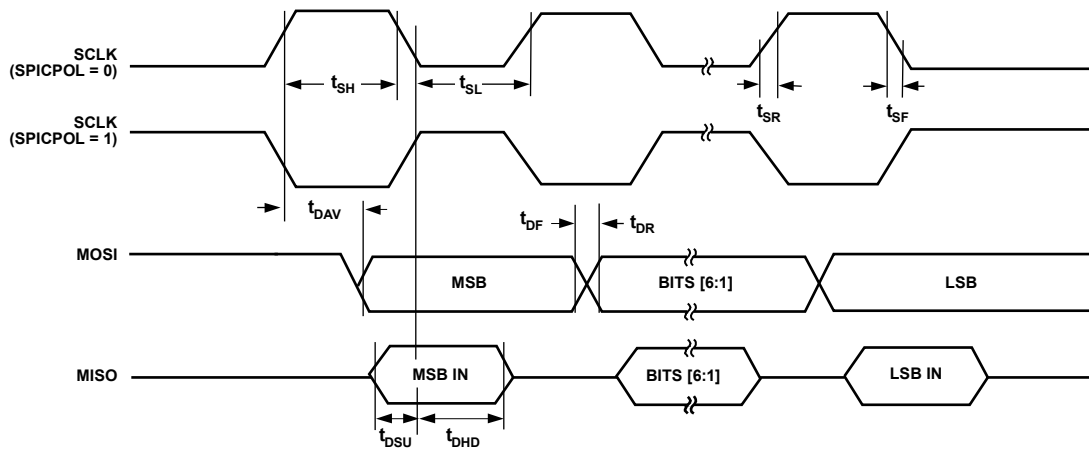 SCLK
(SPICPOL = 0)
tSH
tSL
tSR
tSF
SCLK
(SPICPOL = 1)
tDAV
tDF
tDR
MOSI
MSB
BITS [6:1]
LSB
MISO
MSB IN
BITS [6:1]
LSB IN
tDSU
tDHD